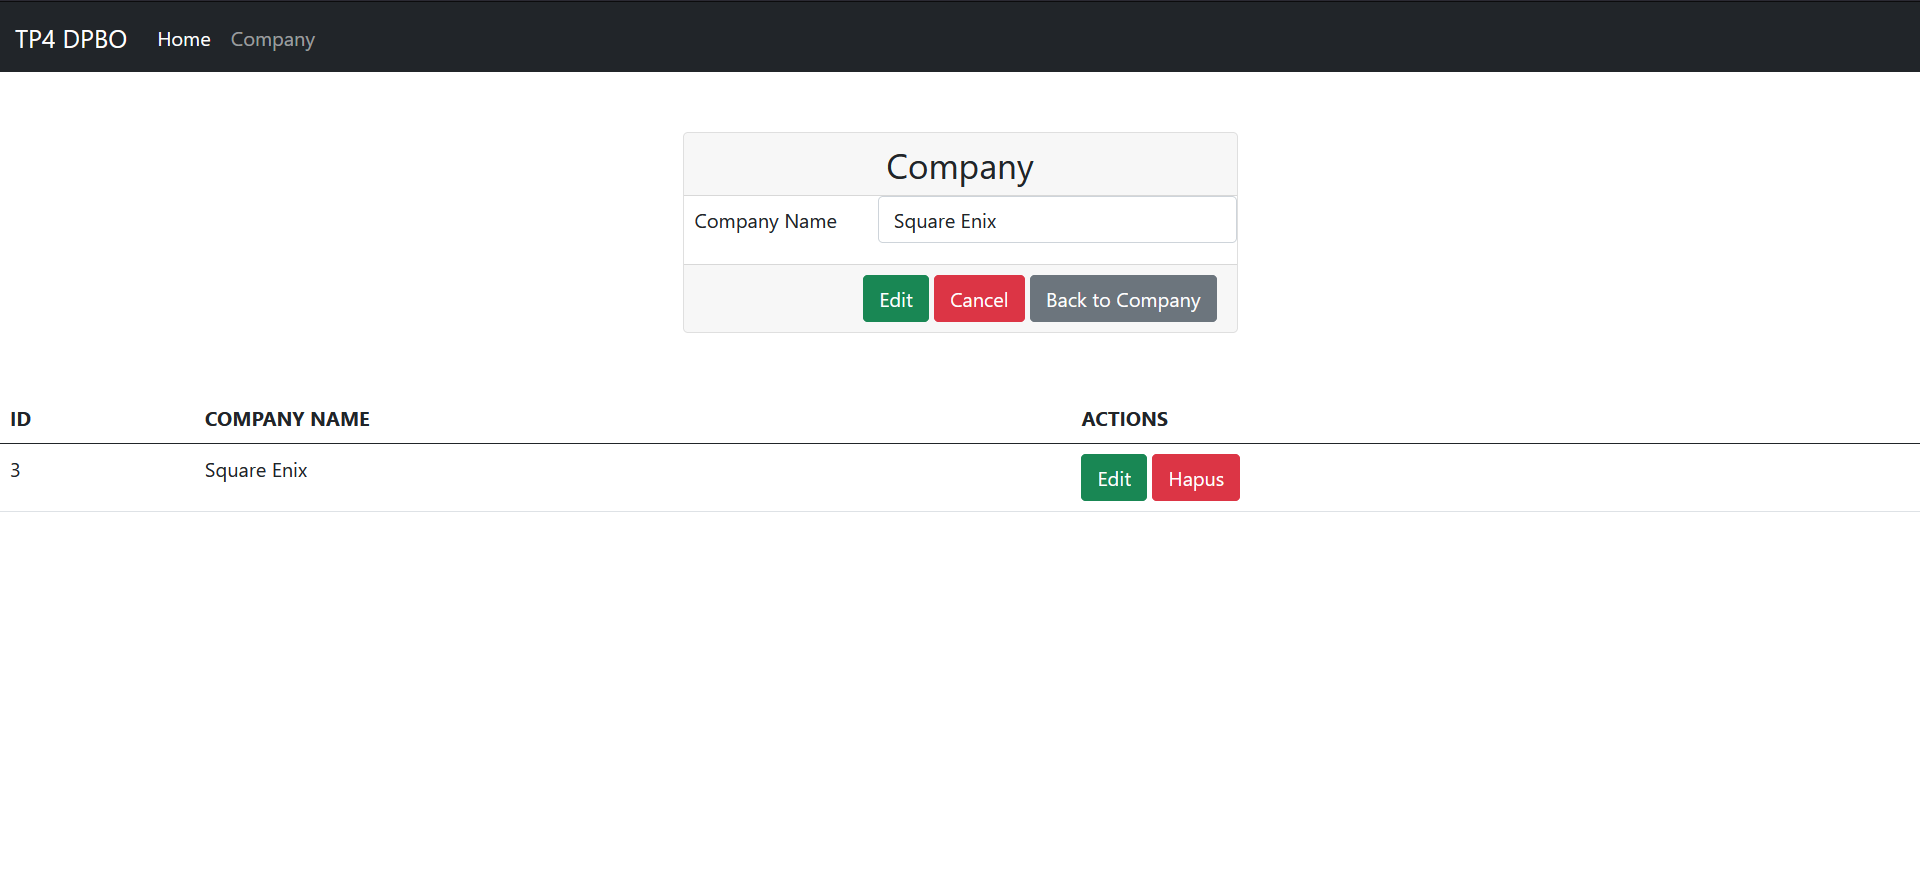 TP4 DPBO Home Company
Company
Company Name Square Enix
Edit Cancel Back to Company
ID COMPANY NAME ACTIONS
3 Square Enix Edit Hapus